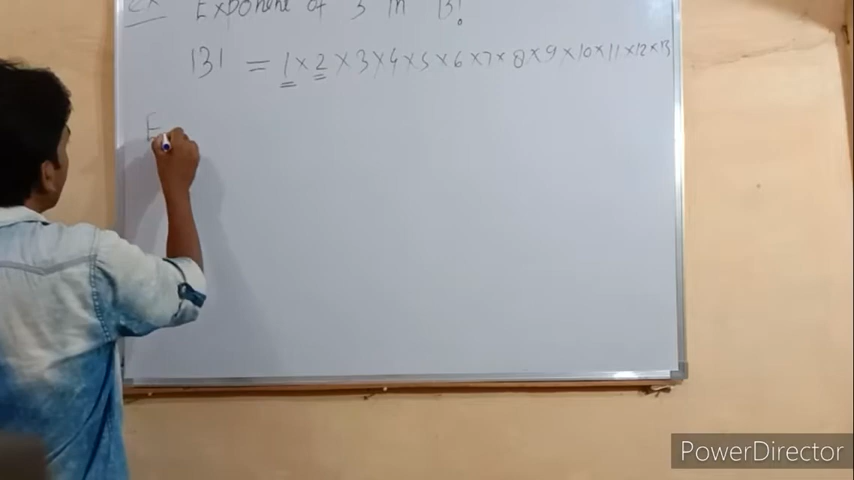 Ex Exponent of 3 in 13!
13! = 1 × 2 × 3 × 4 × 5 × 6 × 7 × 8 × 9 × 10 × 11 × 12 × 13
E
PowerDirector